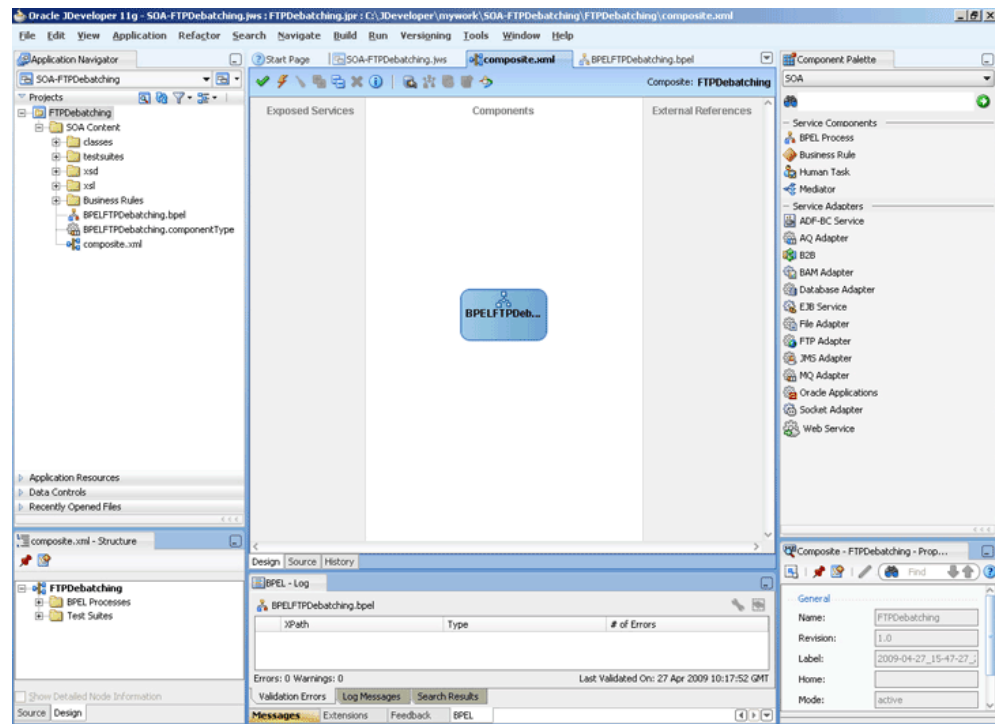 Oracle JDeveloper 11g - SOA-FTPDebatching.jws : FTPDebatching.jpr : C:\JDeveloper\mywork\SOA-FTPDebatching\FTPDebatching\composite.xml
File Edit View Application Refactor Search Navigate Build Run Versioning Tools Window Help
Application Navigator
SOA-FTPDebatching
Projects
FTPDebatching
SOA Content
classes
testsuites
xsd
xsl
Business Rules
BPELFTPDebatching.bpel
BPELFTPDebatching.componentType
composite.xml
Application Resources
Data Controls
Recently Opened Files
composite.xml - Structure
FTPDebatching
BPEL Processes
Test Suites
Show Detailed Node Information
Source Design
Start Page SOA-FTPDebatching.jws composite.xml BPELFTPDebatching.bpel
Composite: FTPDebatching
Exposed Services Components External References
BPELFTPDeb...
Design Source History
BPEL - Log
BPELFTPDebatching.bpel
XPath Type # of Errors
Errors: 0 Warnings: 0 Last Validated On: 27 Apr 2009 10:17:52 GMT
Validation Errors Log Messages Search Results
Messages Extensions Feedback BPEL
Component Palette
SOA
Service Components
BPEL Process
Business Rule
Human Task
Mediator
Service Adapters
ADF-BC Service
AQ Adapter
B2B
BAM Adapter
Database Adapter
EJB Service
File Adapter
FTP Adapter
JMS Adapter
MQ Adapter
Oracle Applications
Socket Adapter
Web Service
Composite - FTPDebatching - Prop...
Find
General
Name: FTPDebatching
Revision: 1.0
Label: 2009-04-27_15-47-27_
Home:
Mode: active